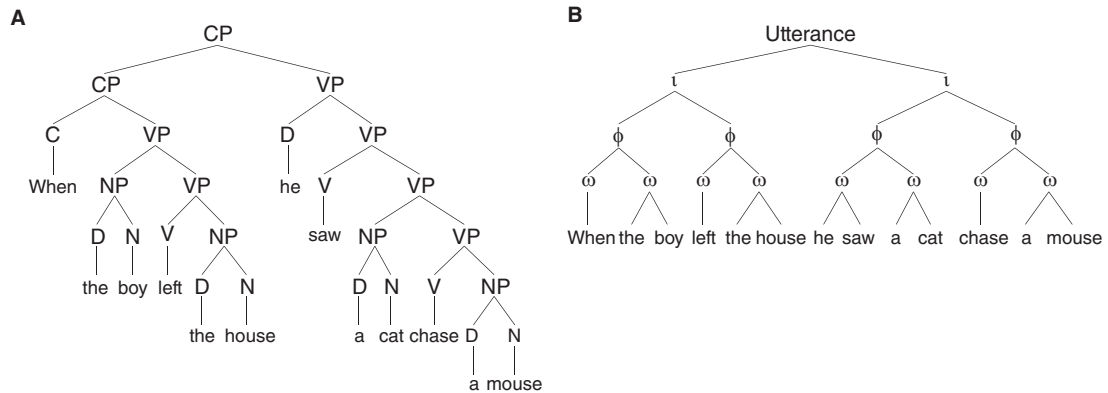 A
CP
CP VP
C VP D VP
When NP VP he V VP
D N V NP saw NP VP
the boy left D N D N V NP
the house a cat chase D N
a mouse
B
Utterance
ι ι
ϕ ϕ ϕ ϕ
ω ω ω ω ω ω ω ω
When the boy left the house he saw a cat chase a mouse